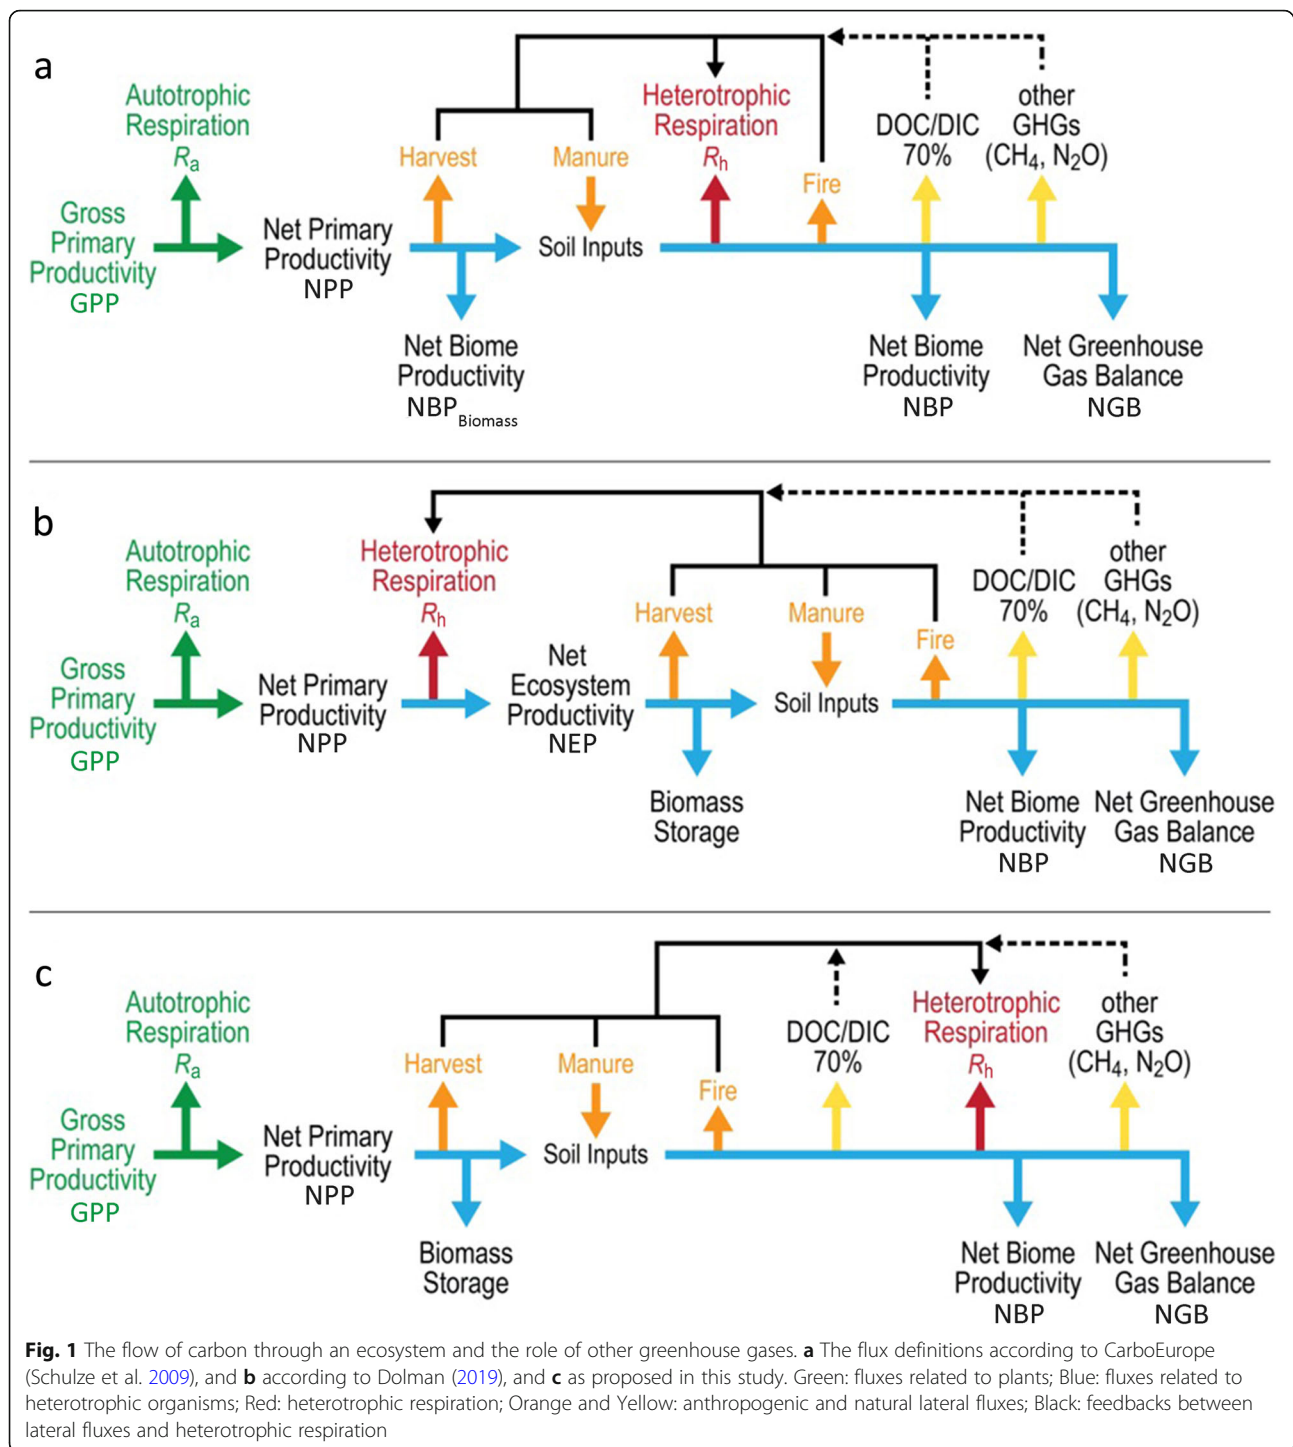 a
Autotrophic
Respiration
Ra
Gross
Primary
Productivity
GPP
Net Primary
Productivity
NPP
Harvest
Manure
Soil Inputs
Heterotrophic
Respiration
Rh
Fire
DOC/DIC
70%
other
GHGs
(CH4, N2O)
Net Biome
Productivity
NBP Biomass
Net Biome
Productivity
NBP
Net Greenhouse
Gas Balance
NGB
b
Autotrophic
Respiration
Ra
Gross
Primary
Productivity
GPP
Net Primary
Productivity
NPP
Heterotrophic
Respiration
Rh
Net
Ecosystem
Productivity
NEP
Harvest
Manure
Soil Inputs
Fire
DOC/DIC
70%
other
GHGs
(CH4, N2O)
Biomass
Storage
Net Biome
Productivity
NBP
Net Greenhouse
Gas Balance
NGB
c
Autotrophic
Respiration
Ra
Gross
Primary
Productivity
GPP
Net Primary
Productivity
NPP
Harvest
Manure
Soil Inputs
Fire
DOC/DIC
70%
Heterotrophic
Respiration
Rh
other
GHGs
(CH4, N2O)
Biomass
Storage
Net Biome
Productivity
NBP
Net Greenhouse
Gas Balance
NGB
Fig. 1 The flow of carbon through an ecosystem and the role of other greenhouse gases. a The flux definitions according to CarboEurope
(Schulze et al. 2009), and b according to Dolman (2019), and c as proposed in this study. Green: fluxes related to plants; Blue: fluxes related to
heterotrophic organisms; Red: heterotrophic respiration; Orange and Yellow: anthropogenic and natural lateral fluxes; Black: feedbacks between
lateral fluxes and heterotrophic respiration